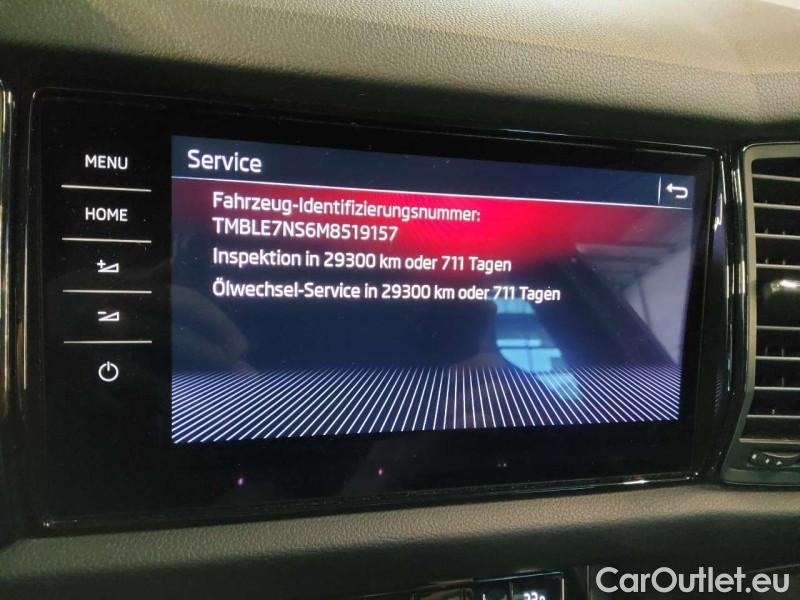 MENU
HOME
Service
Fahrzeug-Identifizierungsnummer:
TMBLE7NS6M8519157
Inspektion in 29300 km oder 711 Tagen
Ölwechsel-Service in 29300 km oder 711 Tagen
CarOutlet.eu